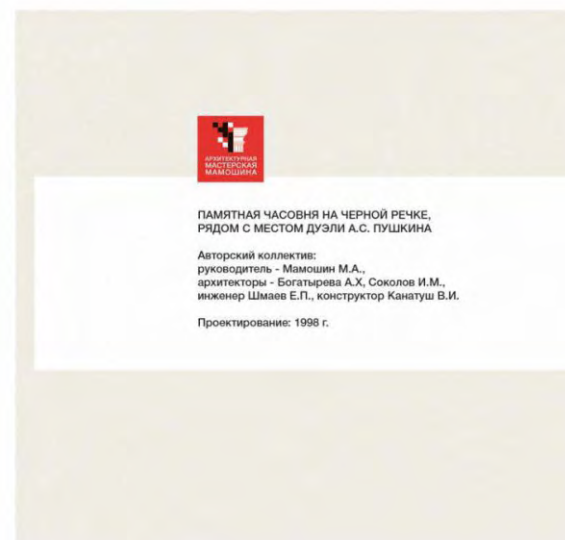 АРХИТЕКТУРНАЯ
МАСТЕРСКАЯ
МАМОШИНА
ПАМЯТНАЯ ЧАСОВНЯ НА ЧЕРНОЙ РЕЧКЕ,
РЯДОМ С МЕСТОМ ДУЭЛИ А.С. ПУШКИНА
Авторский коллектив:
руководитель - Мамошин М.А.,
архитекторы - Богатырева А.Х, Соколов И.М.,
инженер Шмаев Е.П., конструктор Канатуш В.И.
Проектирование: 1998 г.